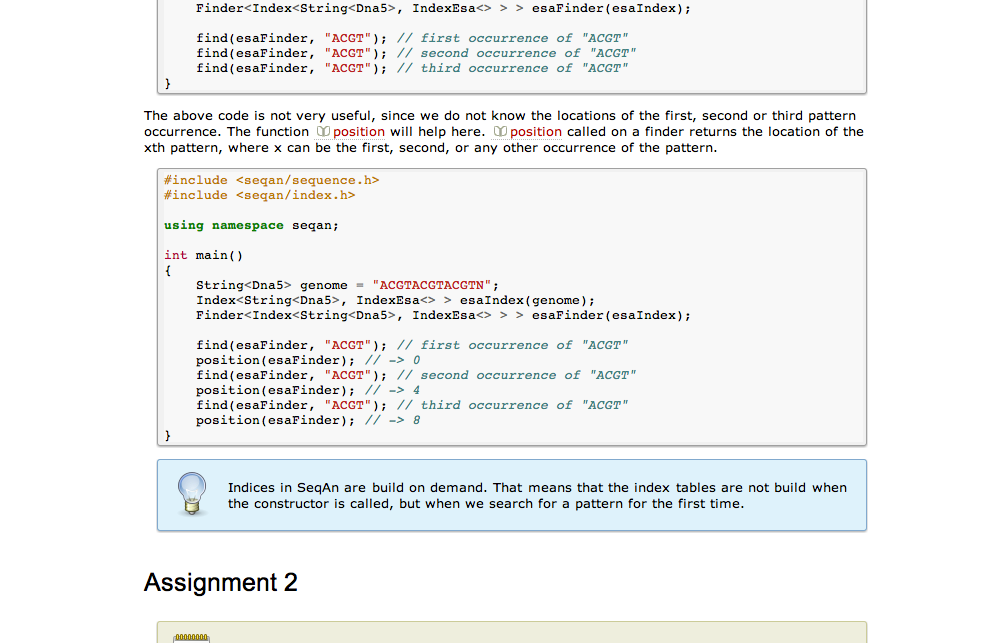 Finder<Index<String<Dna5>, IndexEsa<> > > esaFinder(esaIndex);
    find(esaFinder, "ACGT"); // first occurrence of "ACGT"
    find(esaFinder, "ACGT"); // second occurrence of "ACGT"
    find(esaFinder, "ACGT"); // third occurrence of "ACGT"
}
The above code is not very useful, since we do not know the locations of the first, second or third pattern
occurrence. The function position will help here. position called on a finder returns the location of the
xth pattern, where x can be the first, second, or any other occurrence of the pattern.
#include <seqan/sequence.h>
#include <seqan/index.h>
using namespace seqan;
int main()
{
    String<Dna5> genome = "ACGTACGTACGTN";
    Index<String<Dna5>, IndexEsa<> > esaIndex(genome);
    Finder<Index<String<Dna5>, IndexEsa<> > > esaFinder(esaIndex);
    find(esaFinder, "ACGT"); // first occurrence of "ACGT"
    position(esaFinder); // -> 0
    find(esaFinder, "ACGT"); // second occurrence of "ACGT"
    position(esaFinder); // -> 4
    find(esaFinder, "ACGT"); // third occurrence of "ACGT"
    position(esaFinder); // -> 8
}
Indices in SeqAn are build on demand. That means that the index tables are not build when
the constructor is called, but when we search for a pattern for the first time.
Assignment 2